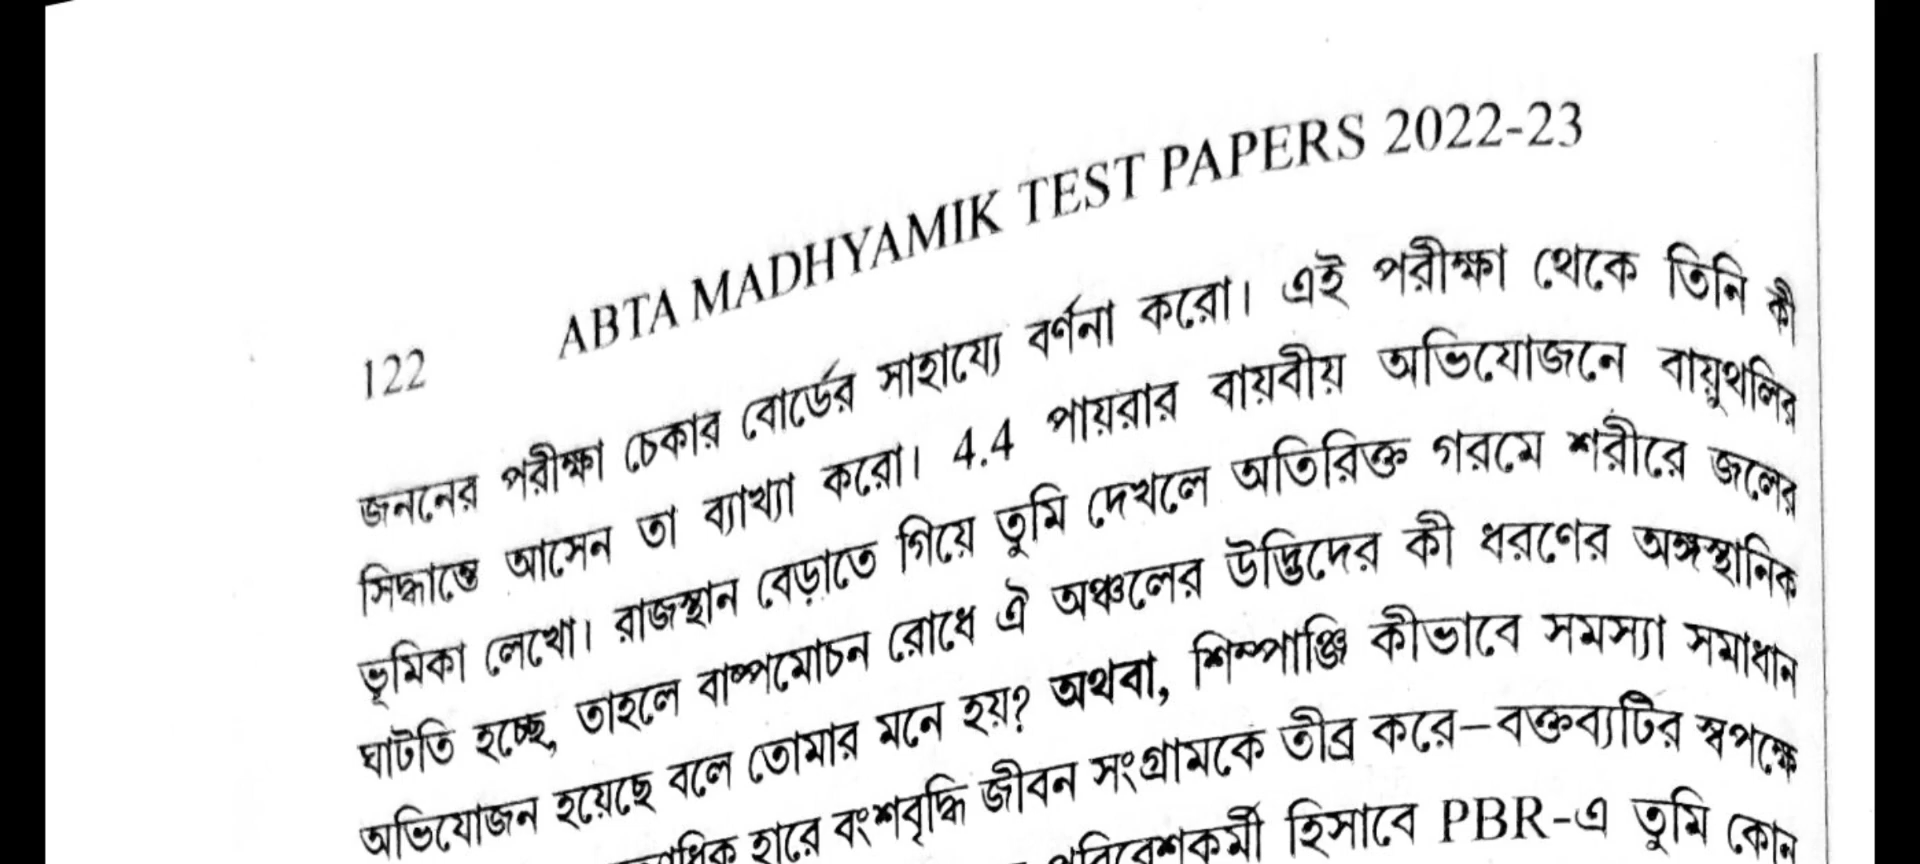 122 ABTA MADHYAMIK TEST PAPERS 2022-23
জননের পরীক্ষা চেকার বোর্ডের সাহায্যে বর্ণনা করো। এই পরীক্ষা থেকে তিনি কী
সিদ্ধান্তে আসেন তা ব্যাখ্যা করো। 4.4 পায়রার বায়বীয় অভিযোজনে বায়ুথলির
ভূমিকা লেখো। রাজস্থান বেড়াতে গিয়ে তুমি দেখলে অতিরিক্ত গরমে শরীরে জলের
ঘাটতি হচ্ছে, তাহলে বাষ্পমোচন রোধে ঐ অঞ্চলের উদ্ভিদের কী ধরণের অঙ্গস্থানিক
অভিযোজন হয়েছে বলে তোমার মনে হয়? অথবা, শিম্পাঞ্জি কীভাবে সমস্যা সমাধান
হারে বংশবৃদ্ধি জীবন সংগ্রামকে তীব্র করে–বক্তব্যটির স্বপক্ষে
পরিবেশকর্মী হিসাবে PBR-এ তুমি কোন